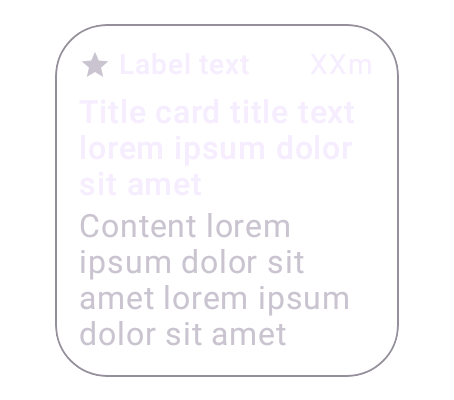 Label text XXm
Title card title text
lorem ipsum dolor
sit amet
Content lorem
ipsum dolor sit
amet lorem ipsum
dolor sit amet